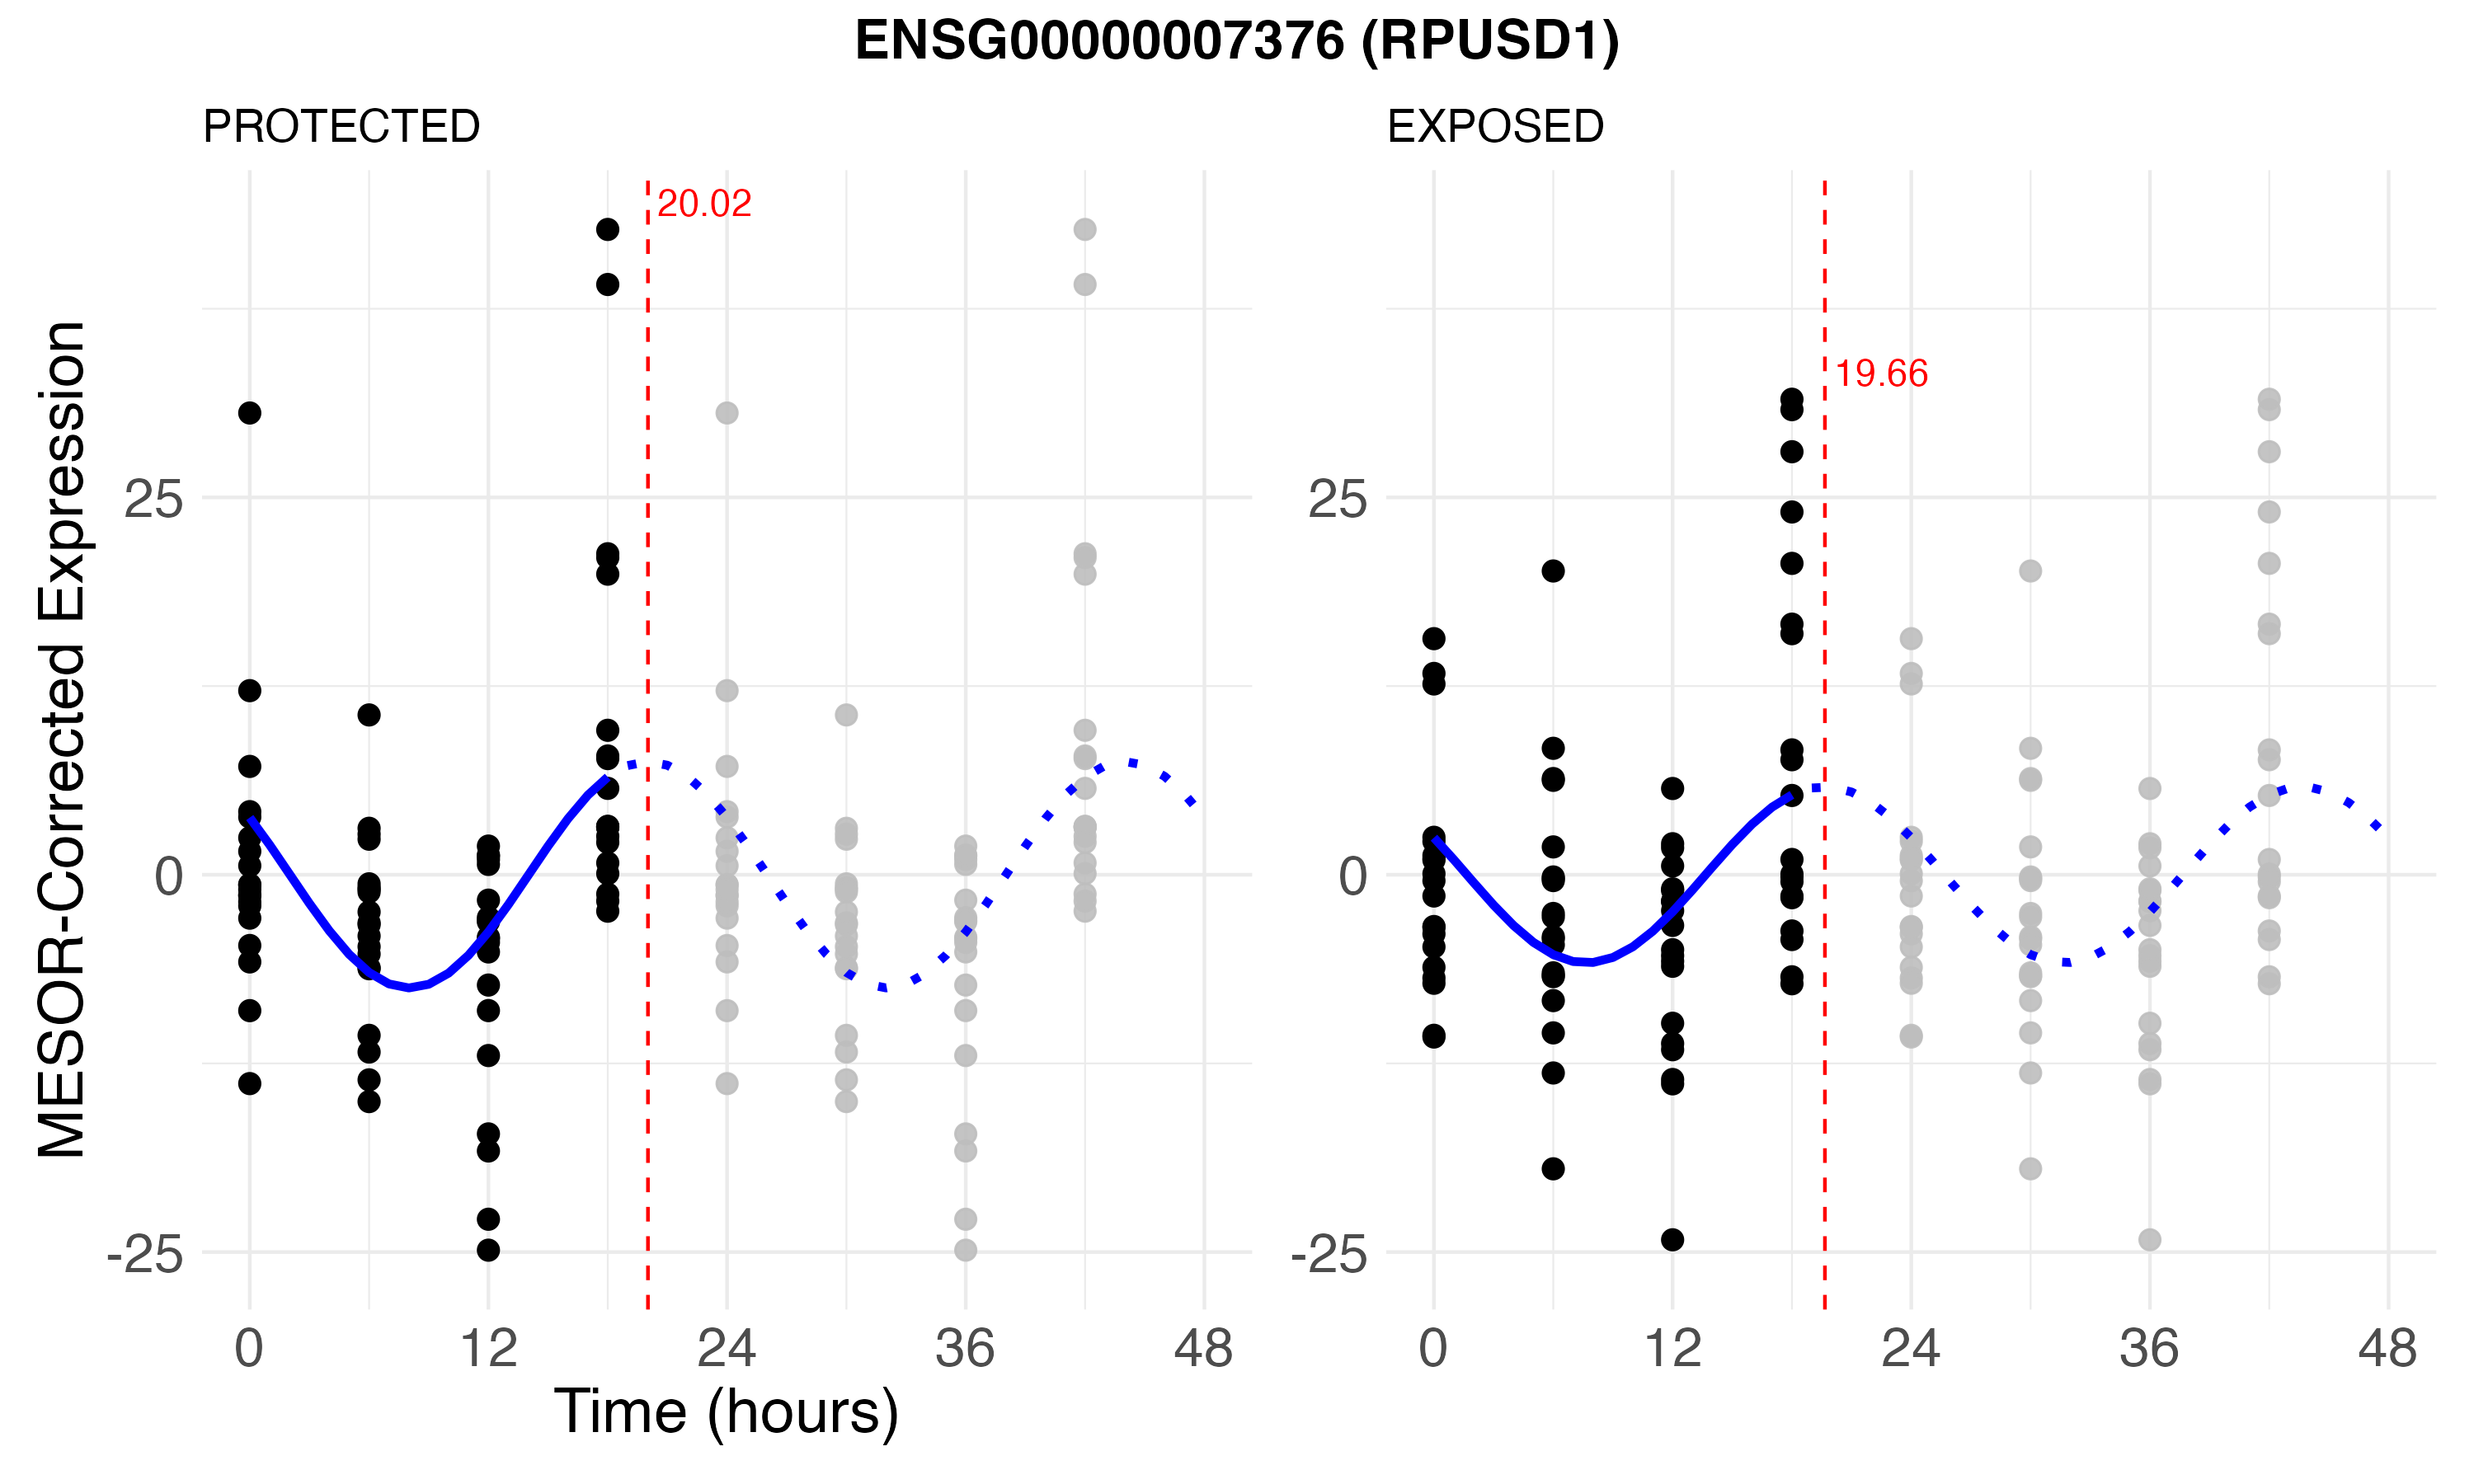 ENSG00000007376 (RPUSD1)
PROTECTED
EXPOSED
MESOR-Corrected Expression
20.02
19.66
25
0
-25
25
0
-25
0 12 24 36 48
0 12 24 36 48
Time (hours)